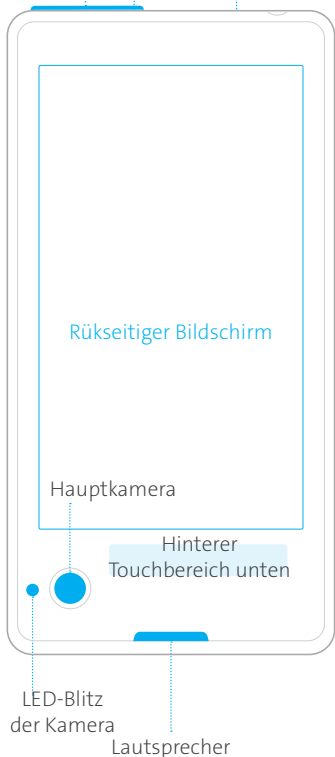 Rükseitiger Bildschirm
Hauptkamera
Hinterer
Touchbereich unten
LED-Blitz
der Kamera
Lautsprecher